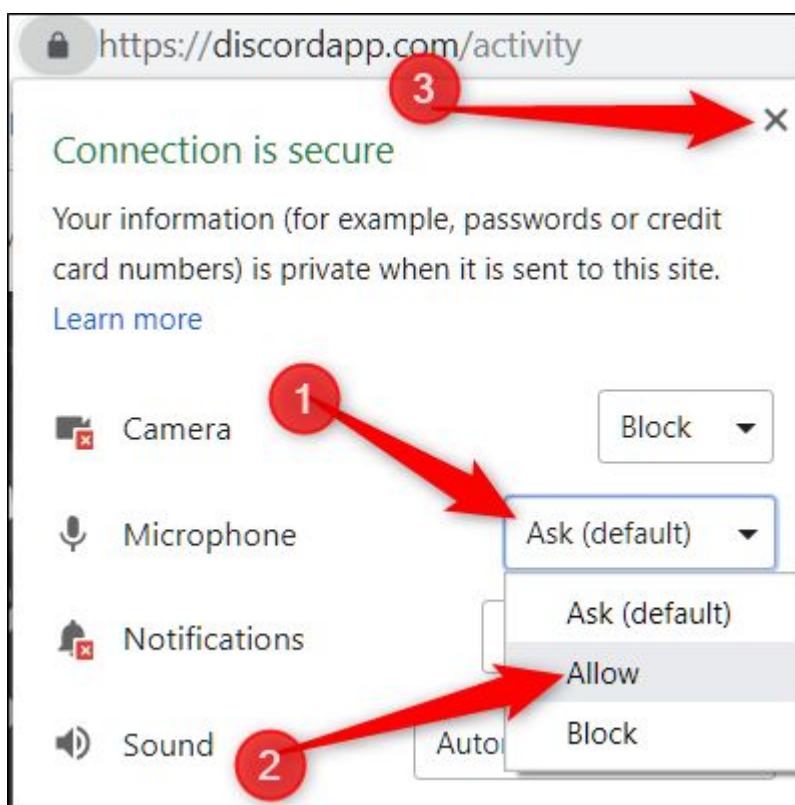 https://discordapp.com/activity
3
Connection is secure
Your information (for example, passwords or credit
card numbers) is private when it is sent to this site.
Learn more
1
Camera Block
Microphone Ask (default)
Ask (default)
Notifications
Allow
Sound
2
Block